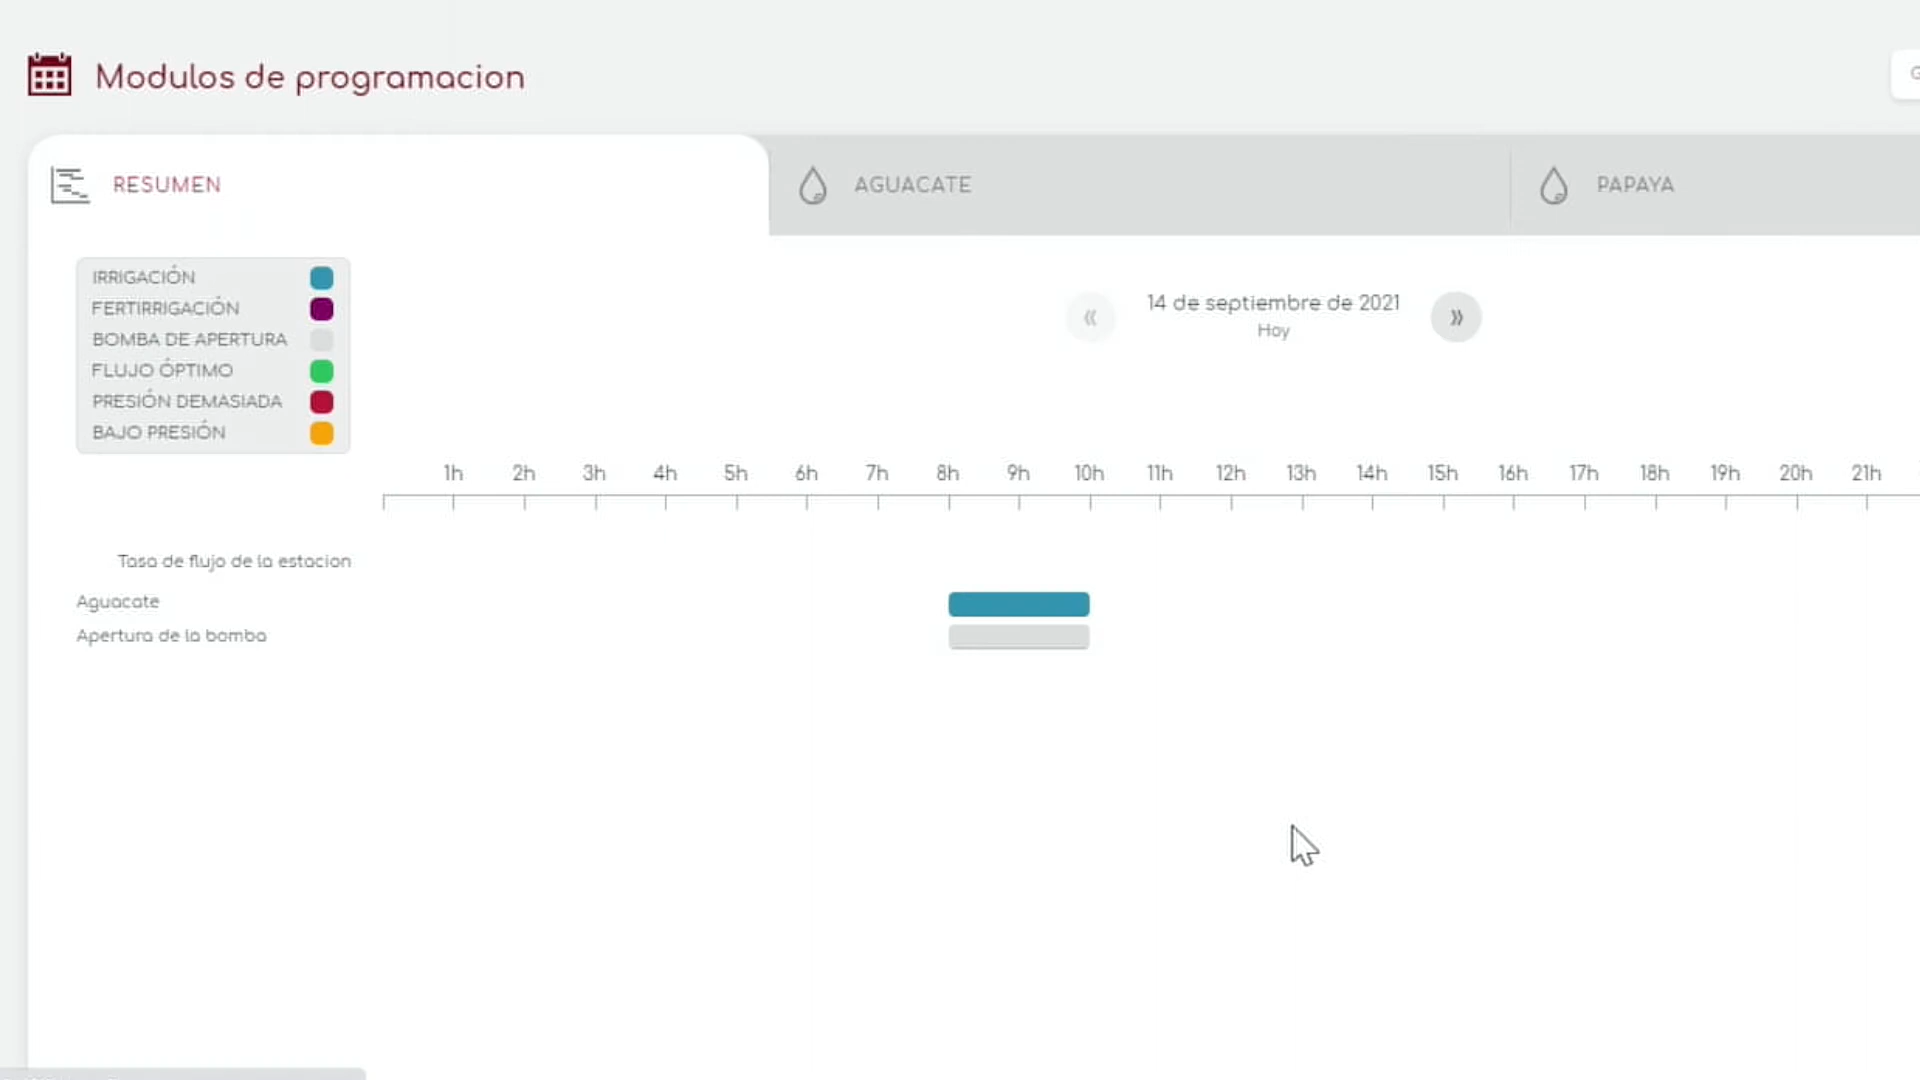 Modulos de programacion
RESUMEN
AGUACATE
PAPAYA
IRRIGACIÓN
FERTIRRIGACIÓN
BOMBA DE APERTURA
FLUJO ÓPTIMO
PRESIÓN DEMASIADA
BAJO PRESIÓN
« 14 de septiembre de 2021 »
Hoy
1h 2h 3h 4h 5h 6h 7h 8h 9h 10h 11h 12h 13h 14h 15h 16h 17h 18h 19h 20h 21h
Tasa de flujo de la estacion
Aguacate
Apertura de la bomba